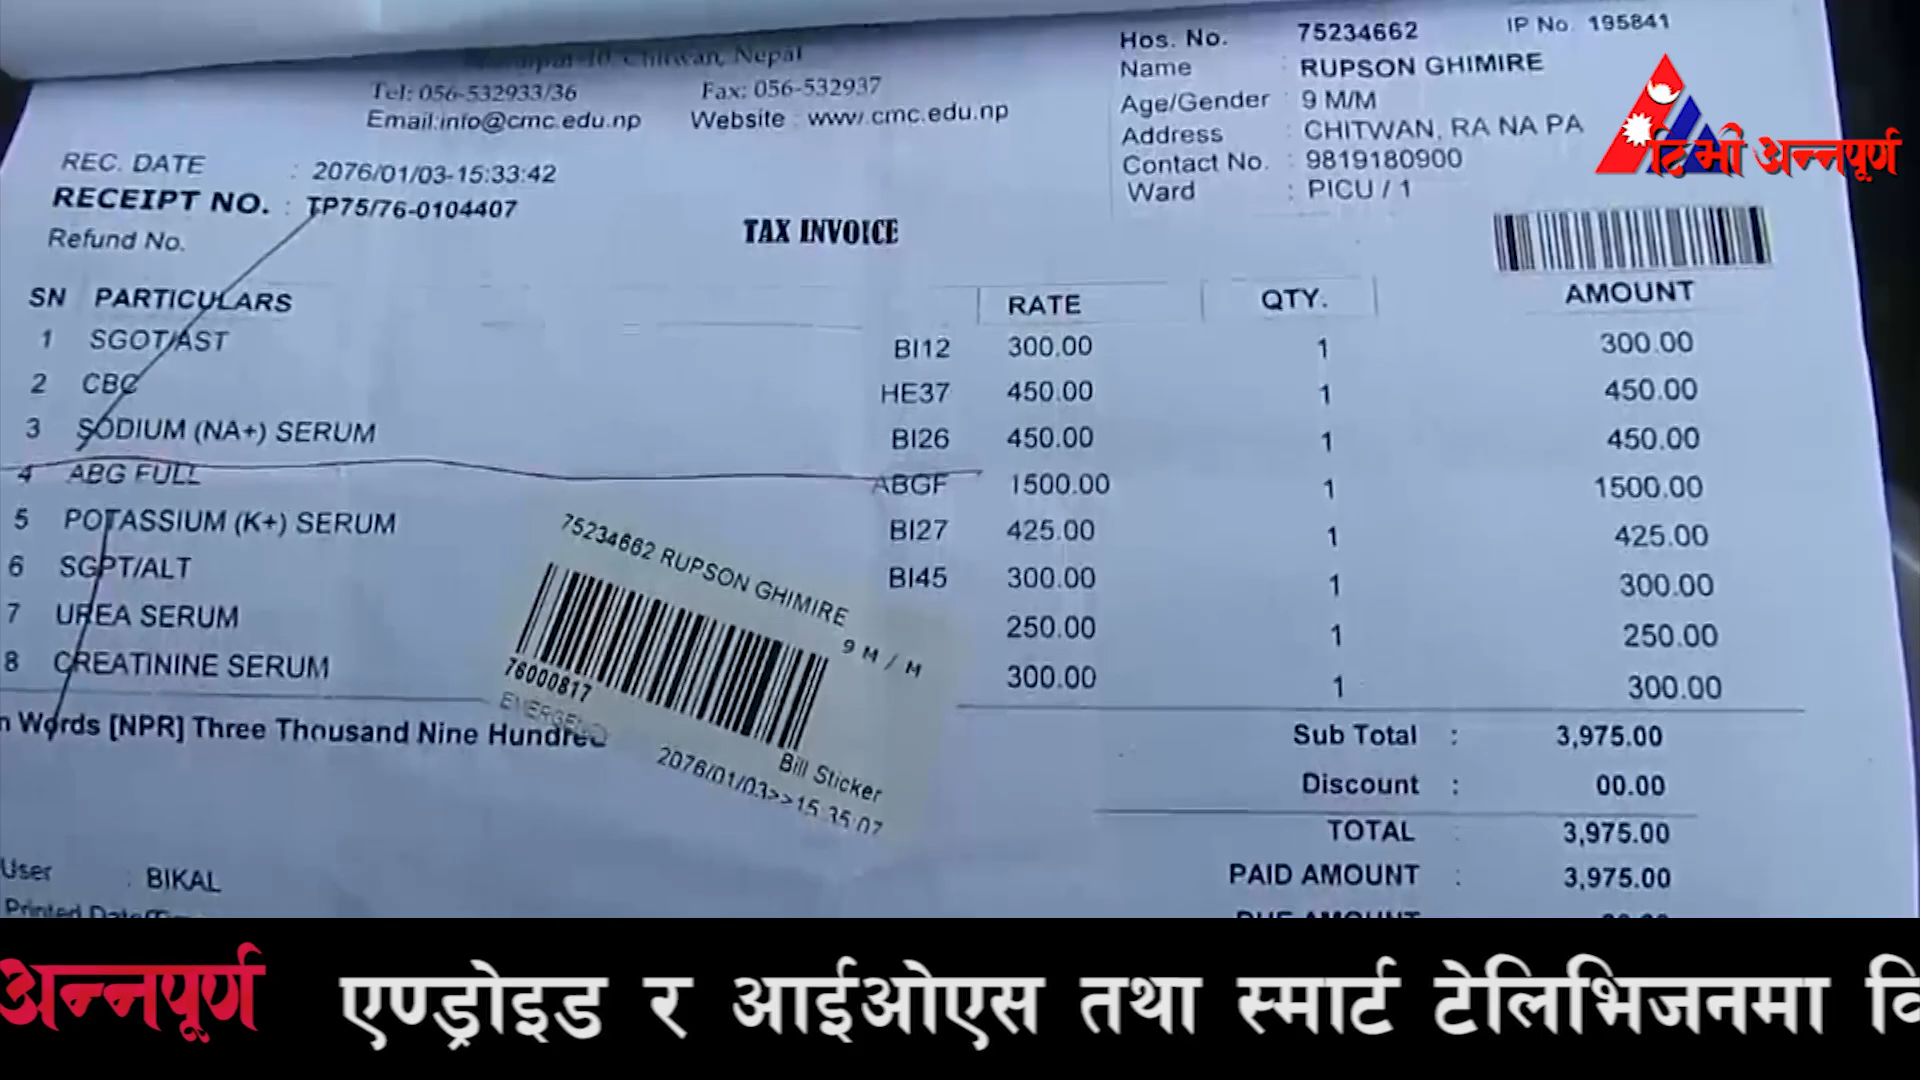 Chitwan, Nepal
Tel: 056-532933/36 Fax: 056-532937
Email:info@cmc.edu.np Website : www.cmc.edu.np
Hos. No. 75234662 IP No. 195841
Name : RUPSON GHIMIRE
Age/Gender : 9 M/M
Address : CHITWAN, RA NA PA
Contact No. : 9819180900
Ward : PICU / 1
टिभी अन्नपूर्ण
REC. DATE : 2076/01/03-15:33:42
RECEIPT NO. : TP75/76-0104407
Refund No.
TAX INVOICE
SN PARTICULARS RATE QTY. AMOUNT
1 SGOT/AST BI12 300.00 1 300.00
2 CBC HE37 450.00 1 450.00
3 SODIUM (NA+) SERUM BI26 450.00 1 450.00
4 ABG FULL ABGF 1500.00 1 1500.00
5 POTASSIUM (K+) SERUM BI27 425.00 1 425.00
6 SGPT/ALT BI45 300.00 1 300.00
7 UREA SERUM 250.00 1 250.00
8 CREATININE SERUM 300.00 1 300.00
75234662 RUPSON GHIMIRE
9 M / M
76000817
EMERGENC
Bill Sticker
2076/01/03>>15:35:07
n Words [NPR] Three Thousand Nine Hundred
Sub Total : 3,975.00
Discount : 00.00
TOTAL : 3,975.00
PAID AMOUNT : 3,975.00
User : BIKAL
अन्नपूर्ण एण्ड्रोइड र आईओएस तथा स्मार्ट टेलिभिजनमा